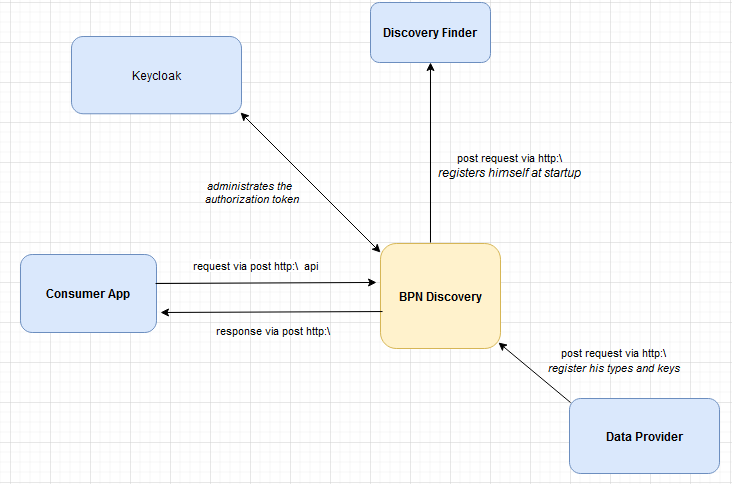 Discovery Finder
Keycloak
post request via http:\
registers himself at startup
administrates the
authorization token
request via post http:\ api
Consumer App
BPN Discovery
response via post http:\
post request via http:\
register his types and keys
Data Provider